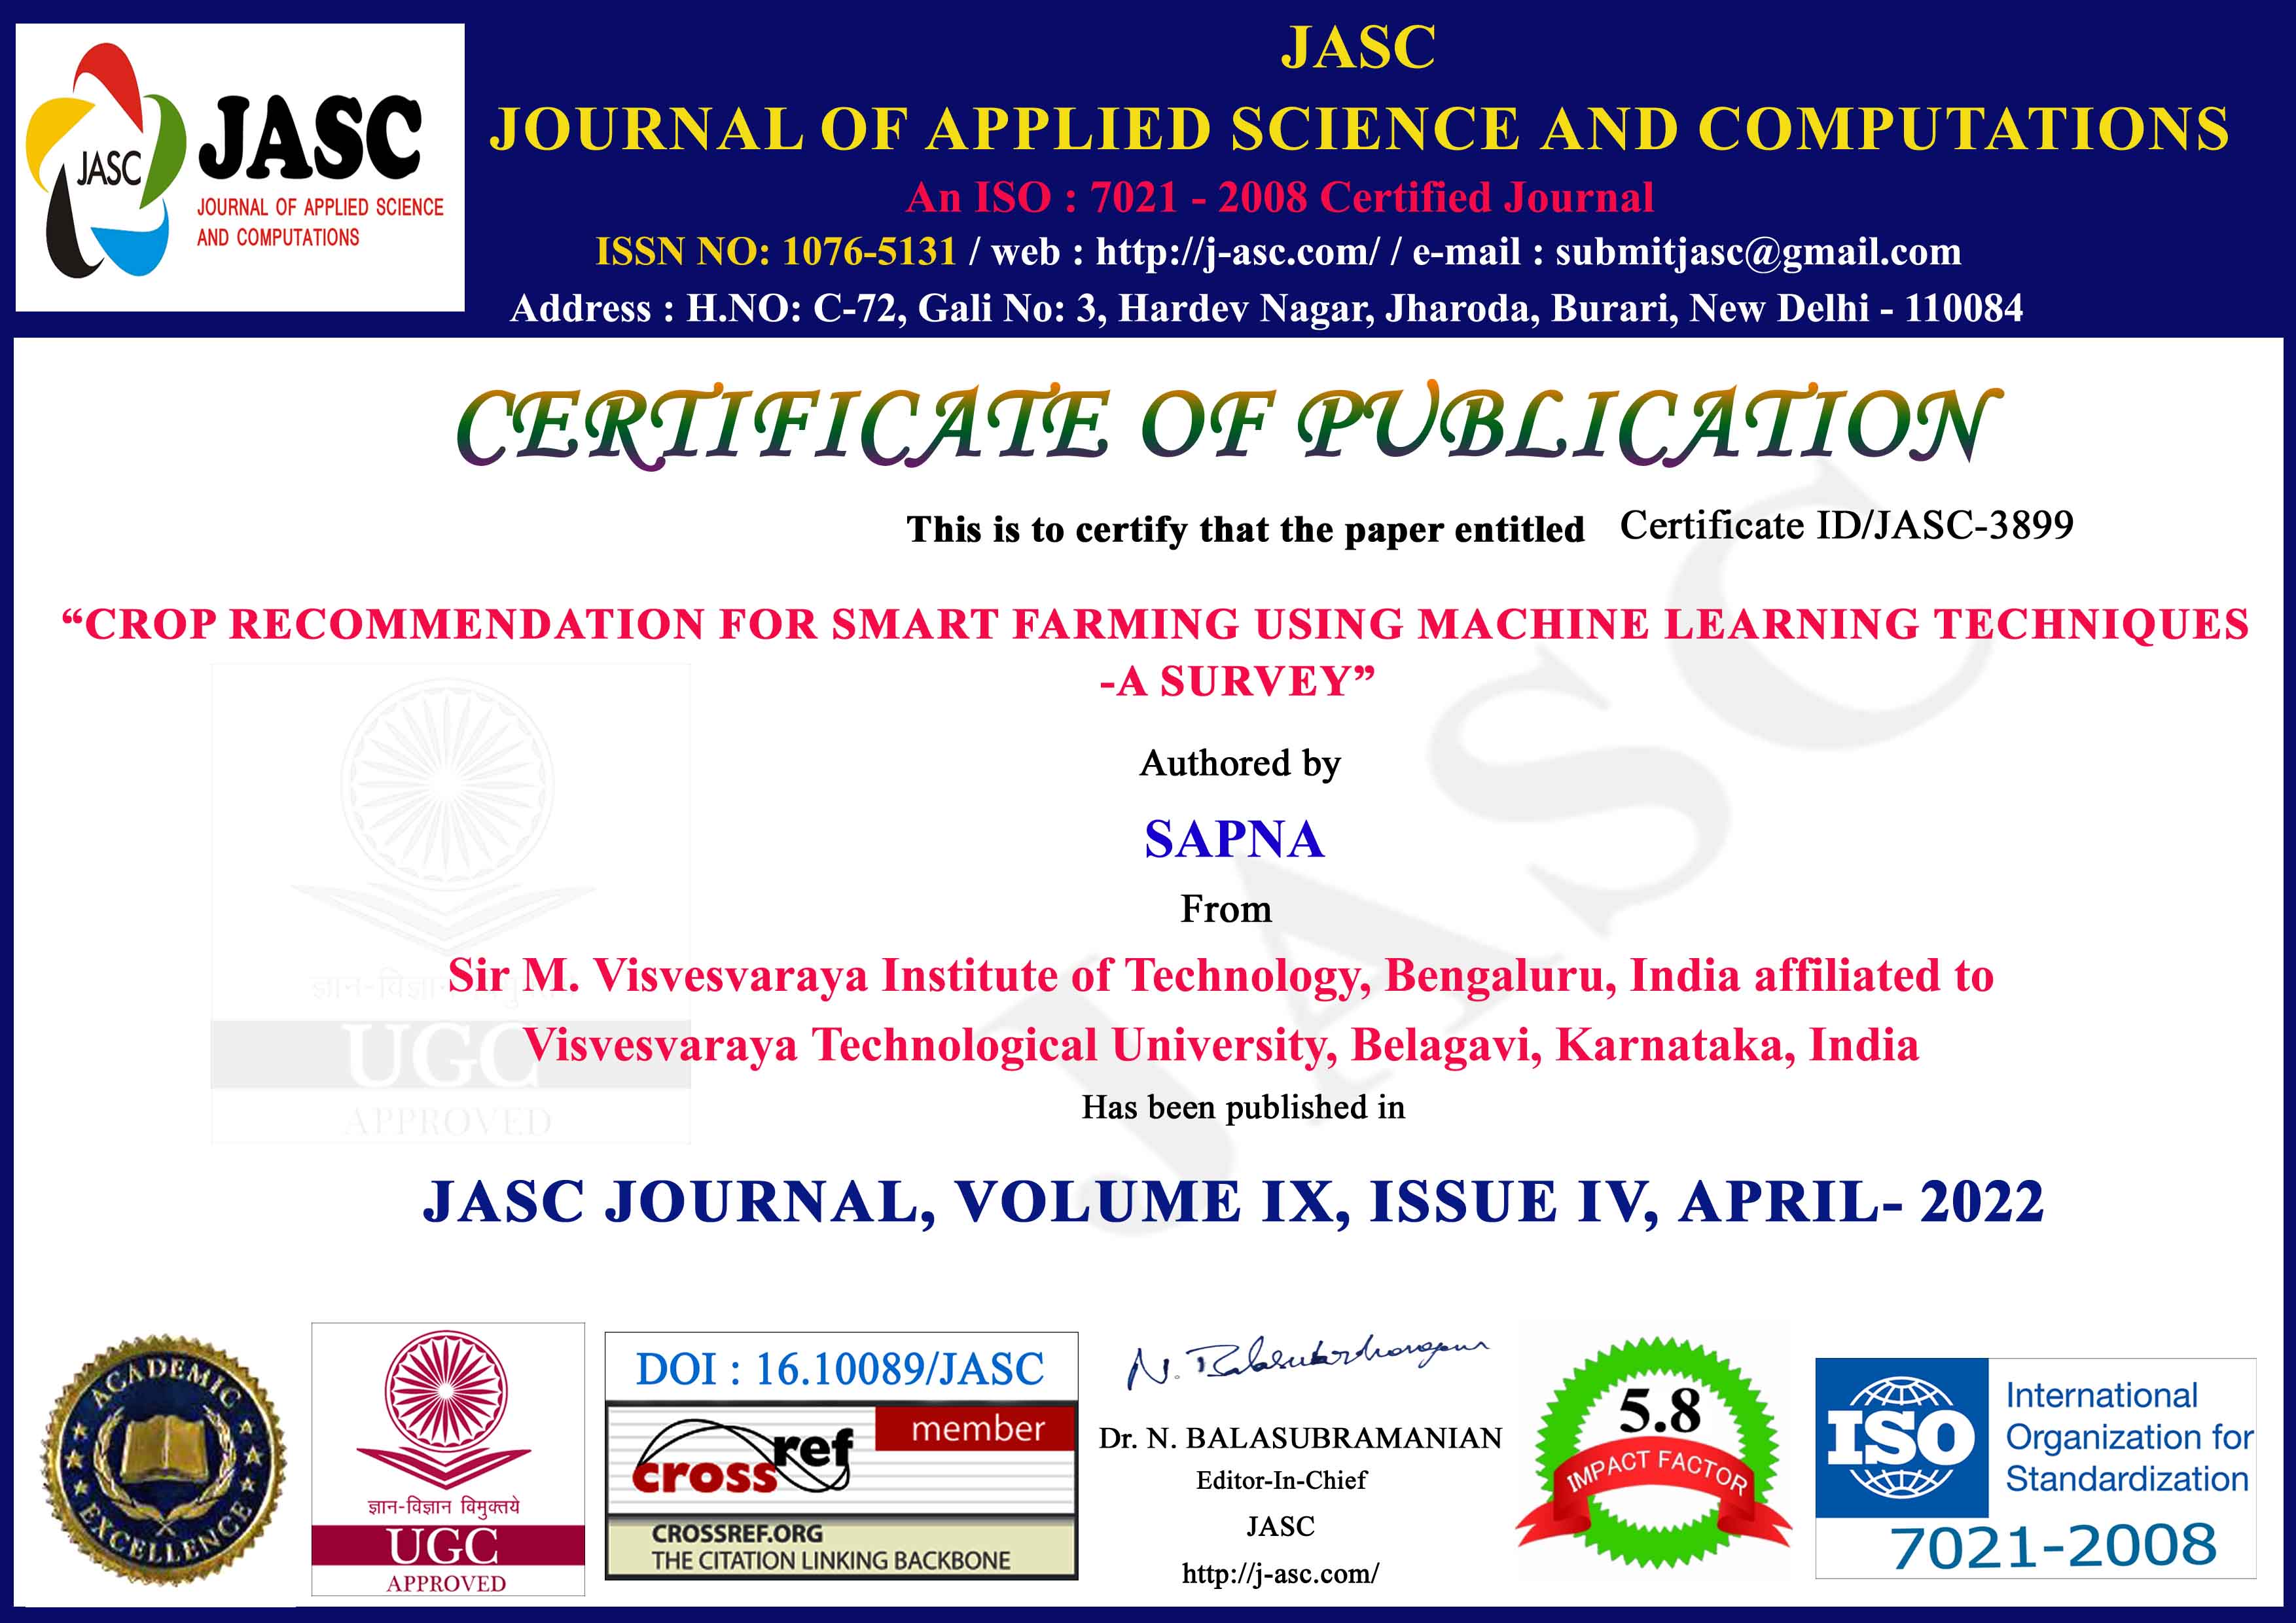 JASC
JASC
JOURNAL OF APPLIED SCIENCE
AND COMPUTATIONS
JASC
JOURNAL OF APPLIED SCIENCE AND COMPUTATIONS
An ISO : 7021 - 2008 Certified Journal
ISSN NO: 1076-5131 / web : http://j-asc.com/ / e-mail : submitjasc@gmail.com
Address : H.NO: C-72, Gali No: 3, Hardev Nagar, Jharoda, Burari, New Delhi - 110084
CERTIFICATE OF PUBLICATION
This is to certify that the paper entitled Certificate ID/JASC-3899
“CROP RECOMMENDATION FOR SMART FARMING USING MACHINE LEARNING TECHNIQUES
-A SURVEY”
Authored by
SAPNA
From
Sir M. Visvesvaraya Institute of Technology, Bengaluru, India affiliated to
Visvesvaraya Technological University, Belagavi, Karnataka, India
Has been published in
JASC JOURNAL, VOLUME IX, ISSUE IV, APRIL- 2022
JASC
ज्ञान-विज्ञान
UGC
APPROVED
ACADEMIC
EXCELLENCE
ज्ञान-विज्ञान विमुक्तये
UGC
APPROVED
DOI : 16.10089/JASC
member
crossref
CROSSREF.ORG
THE CITATION LINKING BACKBONE
N. Balasubramanian
Dr. N. BALASUBRAMANIAN
Editor-In-Chief
JASC
http://j-asc.com/
5.8
IMPACT FACTOR
ISO
International
Organization for
Standardization
7021-2008